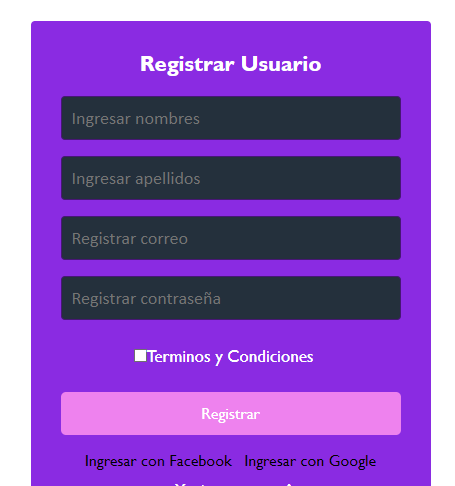 Registrar Usuario
Ingresar nombres
Ingresar apellidos
Registrar correo
Registrar contraseña
Terminos y Condiciones
Registrar
Ingresar con Facebook Ingresar con Google